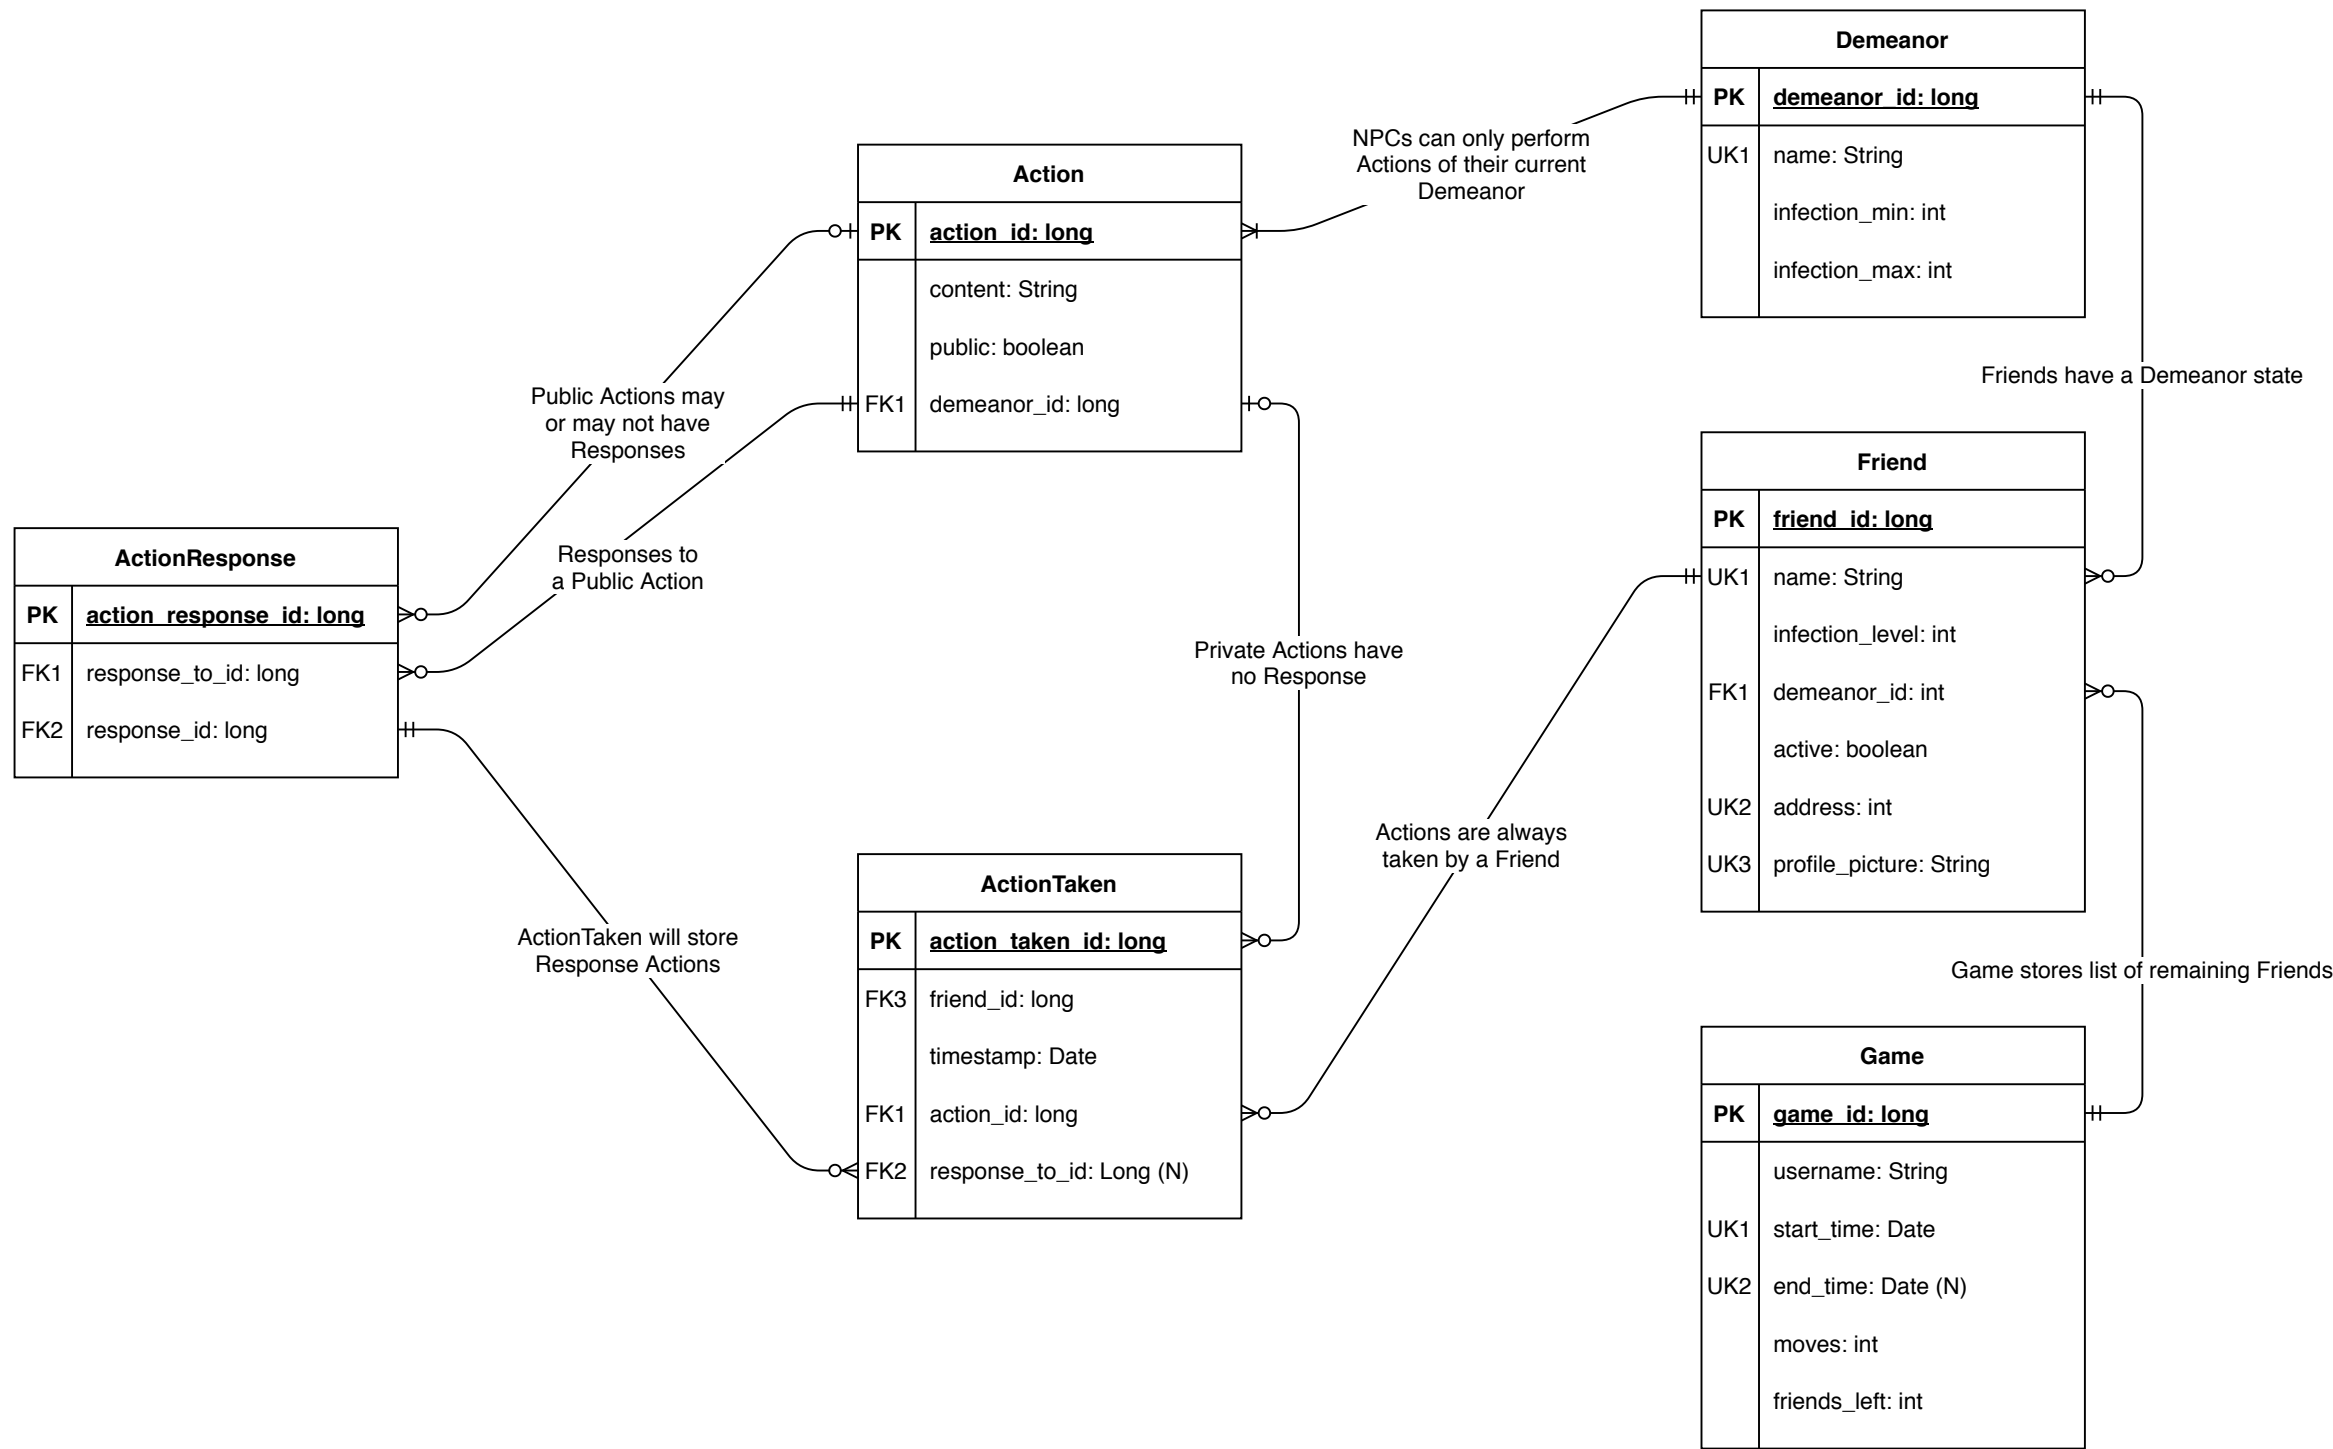 Demeanor
PK demeanor_id: long
UK1 name: String
infection_min: int
infection_max: int
NPCs can only perform
Actions of their current
Demeanor
Action
PK action_id: long
content: String
public: boolean
FK1 demeanor_id: long
Public Actions may
or may not have
Responses
Friends have a Demeanor state
Friend
PK friend_id: long
UK1 name: String
infection_level: int
FK1 demeanor_id: int
active: boolean
UK2 address: int
UK3 profile_picture: String
ActionResponse
PK action_response_id: long
FK1 response_to_id: long
FK2 response_id: long
Responses to
a Public Action
Private Actions have
no Response
Actions are always
taken by a Friend
ActionTaken will store
Response Actions
ActionTaken
PK action_taken_id: long
FK3 friend_id: long
timestamp: Date
FK1 action_id: long
FK2 response_to_id: Long (N)
Game stores list of remaining Friends
Game
PK game_id: long
username: String
UK1 start_time: Date
UK2 end_time: Date (N)
moves: int
friends_left: int